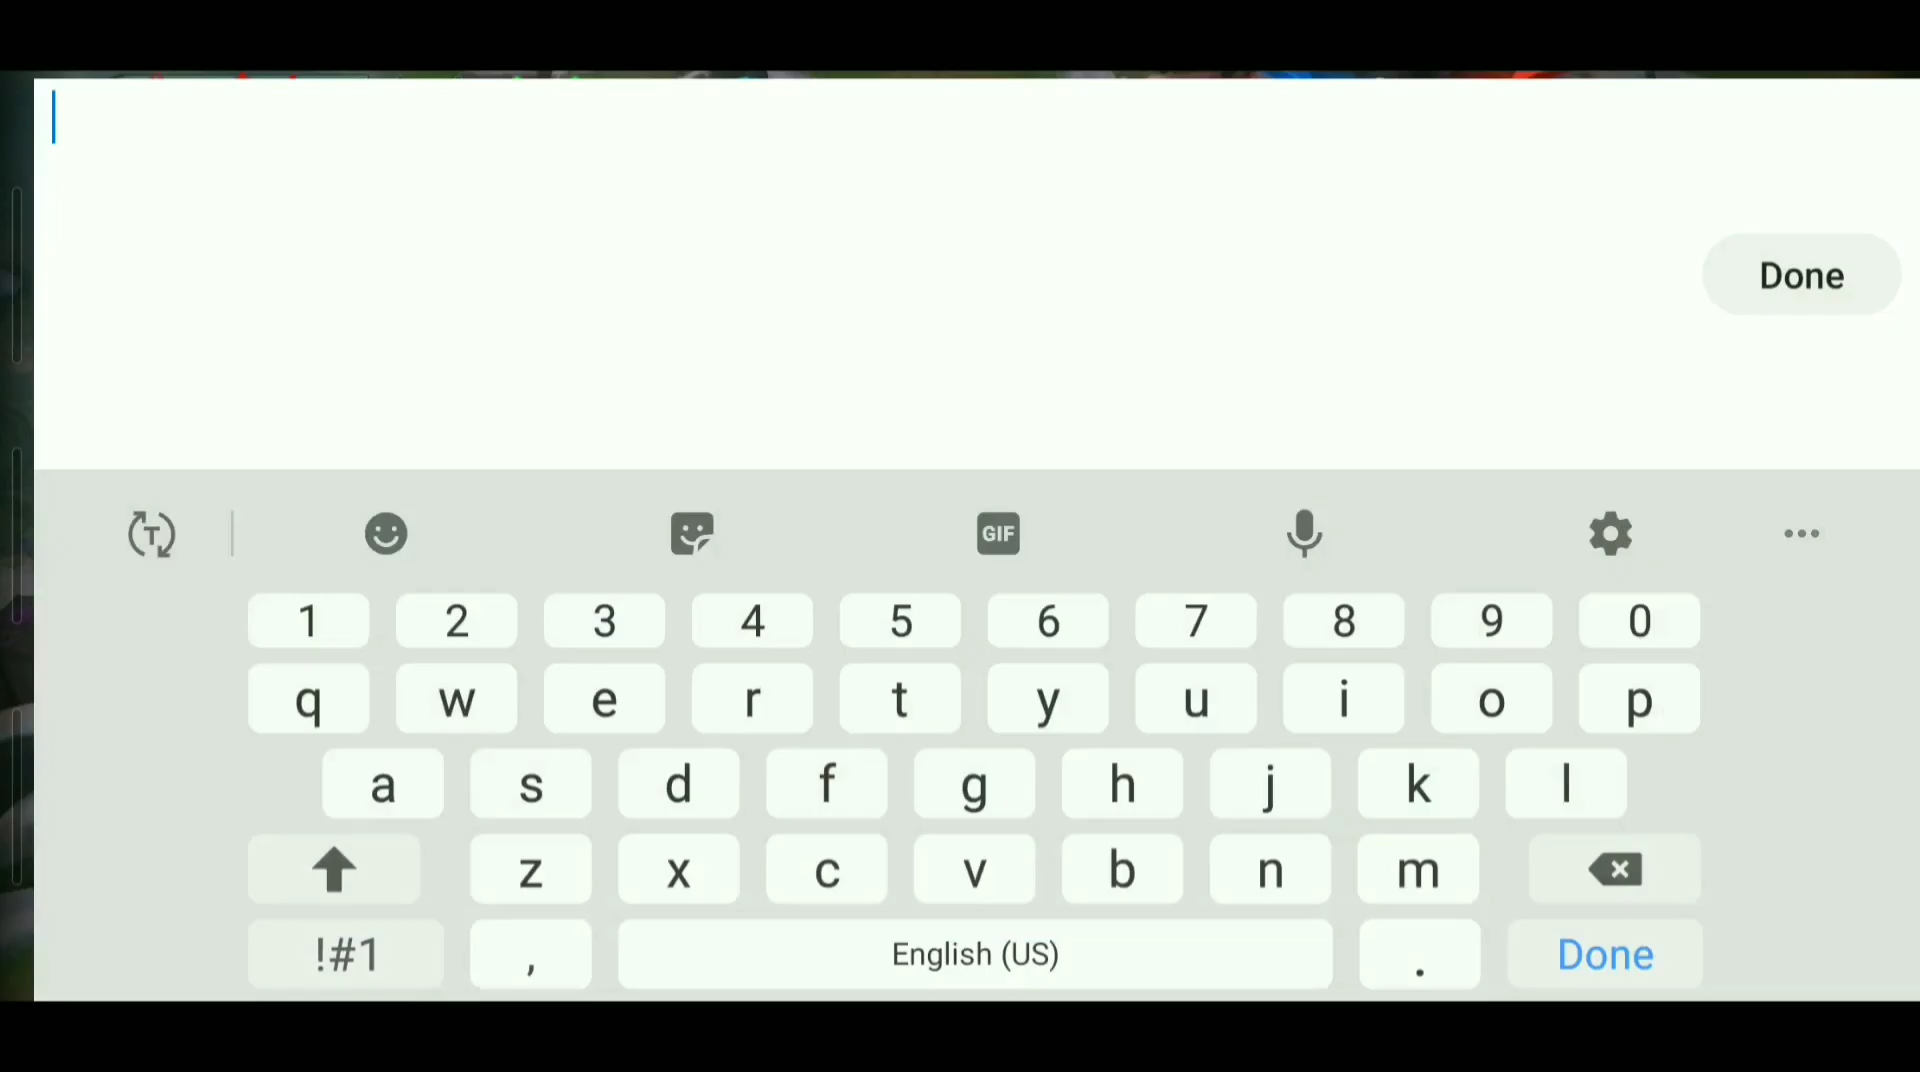 Done
T
GIF
1 2 3 4 5 6 7 8 9 0
q w e r t y u i o p
a s d f g h j k l
z x c v b n m
!#1 , English (US) . Done